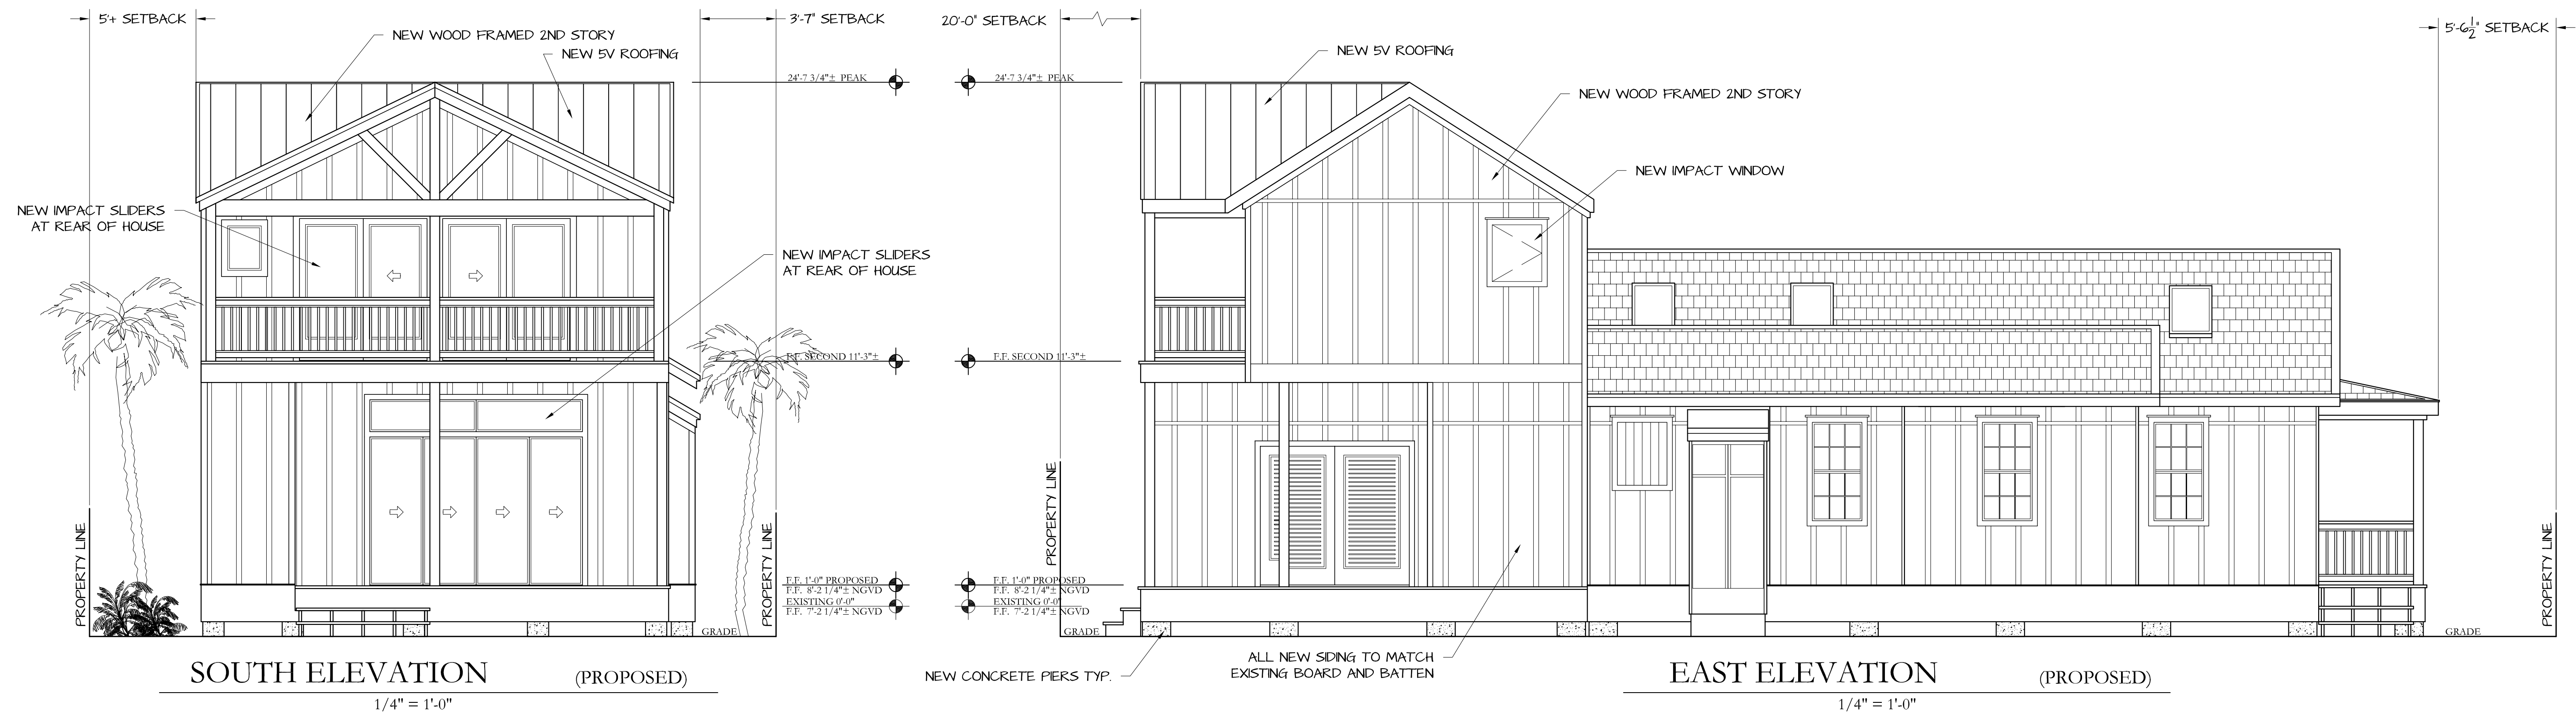 5'+ SETBACK
NEW WOOD FRAMED 2ND STORY
NEW 5V ROOFING
3'-7" SETBACK
24'-7 3/4"± PEAK
NEW IMPACT SLIDERS
AT REAR OF HOUSE
NEW IMPACT SLIDERS
AT REAR OF HOUSE
F.F. SECOND 11'-3"±
PROPERTY LINE
PROPERTY LINE
F.F. 1'-0" PROPOSED
F.F. 8'-2 1/4"± NGVD
EXISTING 0'-0"
F.F. 7'-2 1/4"± NGVD
GRADE
SOUTH ELEVATION (PROPOSED)
1/4" = 1'-0"
20'-0" SETBACK
NEW 5V ROOFING
5'-6 1/2" SETBACK
24'-7 3/4"± PEAK
NEW WOOD FRAMED 2ND STORY
NEW IMPACT WINDOW
F.F. SECOND 11'-3"±
PROPERTY LINE
PROPERTY LINE
F.F. 1'-0" PROPOSED
F.F. 8'-2 1/4"± NGVD
EXISTING 0'-0"
F.F. 7'-2 1/4"± NGVD
GRADE
GRADE
NEW CONCRETE PIERS TYP.
ALL NEW SIDING TO MATCH
EXISTING BOARD AND BATTEN
EAST ELEVATION (PROPOSED)
1/4" = 1'-0"